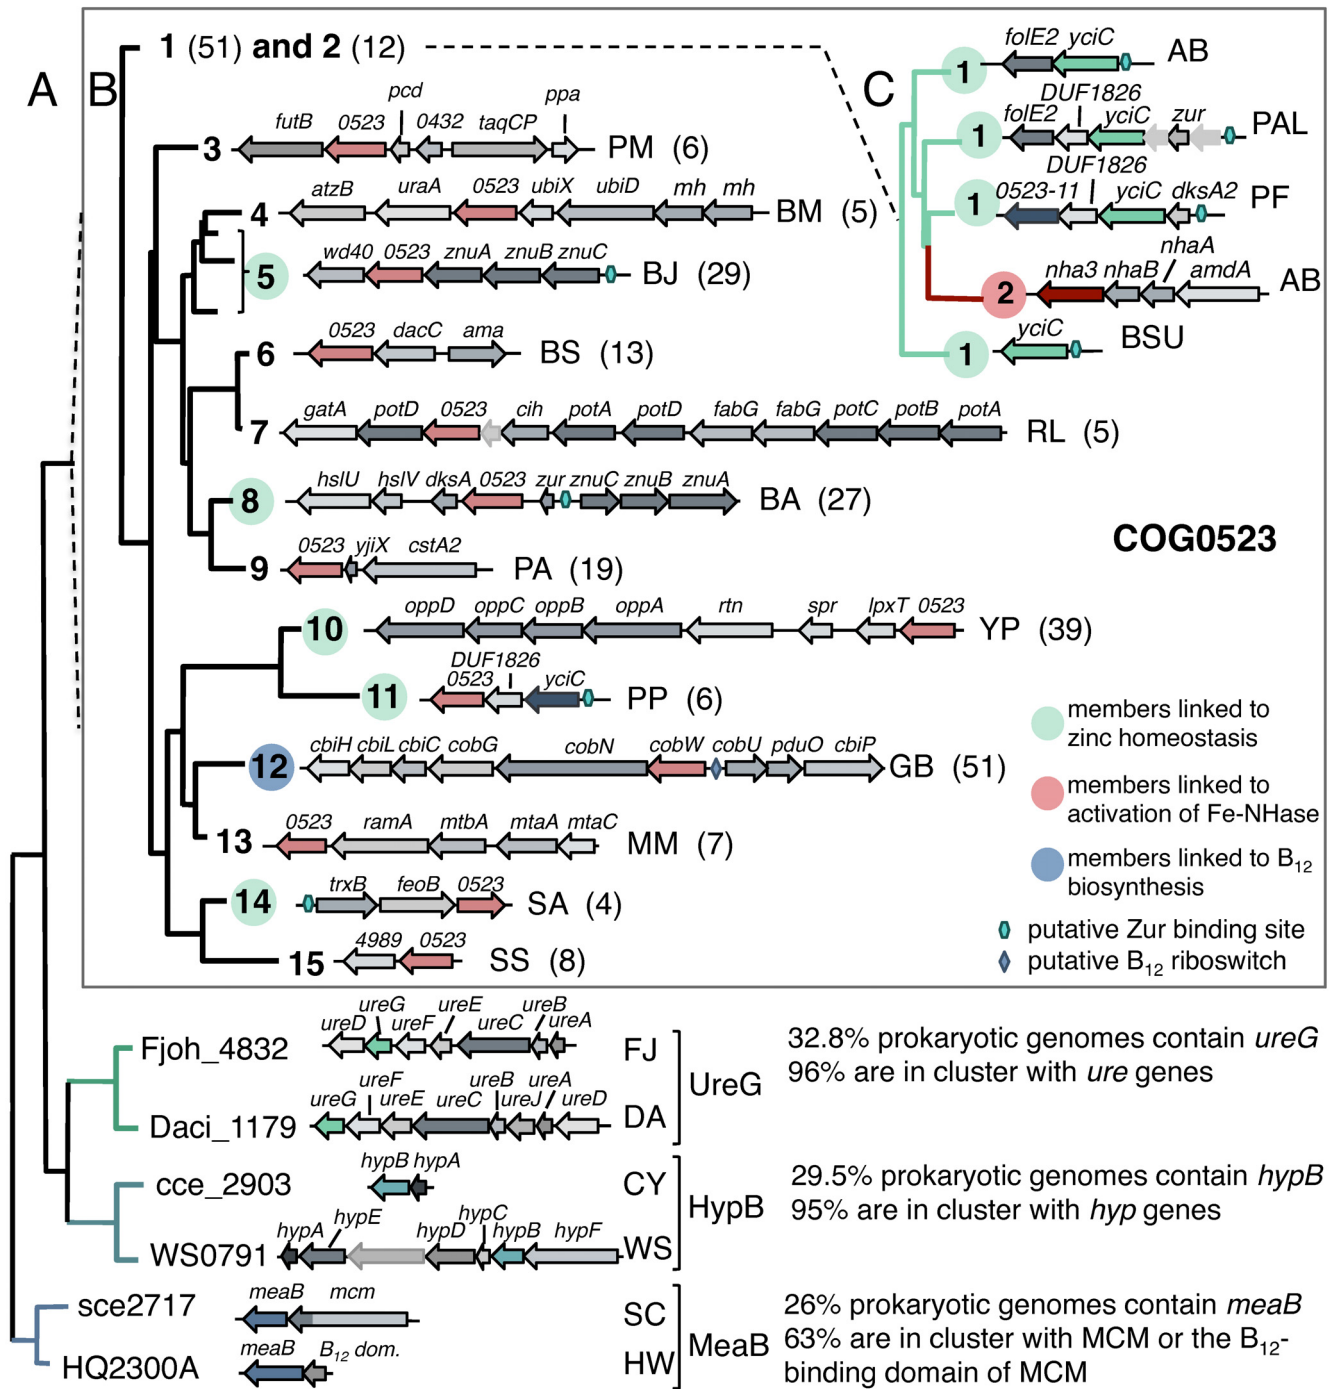 A
B
1 (51) and 2 (12)
C
folE2 yciC
1
AB
DUF1826
folE2 yciC zur
1
PAL
DUF1826
0523-11 yciC dksA2
1
PF
nhaA
nha3 nhaB amdA
2
AB
yciC
1
BSU
pcd ppa
futB 0523 0432 taqCP
3
PM (6)
atzB uraA 0523 ubiX ubiD mh mh
4
BM (5)
wd40 0523 znuA znuB znuC
5
BJ (29)
0523 dacC ama
6
BS (13)
gatA potD 0523 cih potA potD fabG fabG potC potB potA
7
RL (5)
hslU hslV dksA 0523 zur znuC znuB znuA
8
BA (27)
0523 yjiX cstA2
9
PA (19)
COG0523
oppD oppC oppB oppA rtn spr lpxT 0523
10
YP (39)
DUF1826
0523 yciC
11
PP (6)
cbiH cbiL cbiC cobG cobN cobW cobU pduO cbiP
12
GB (51)
0523 ramA mtbA mtaA mtaC
13
MM (7)
trxB feoB 0523
14
SA (4)
4989 0523
15
SS (8)
members linked to
zinc homeostasis
members linked to
activation of Fe-NHase
members linked to B12
biosynthesis
putative Zur binding site
putative B12 riboswitch
ureG ureE ureB
ureD ureF ureC ureA
Fjoh_4832
FJ
ureF ureB ureA
ureG ureE ureC ureJ ureD
Daci_1179
DA
UreG
32.8% prokaryotic genomes contain ureG
96% are in cluster with ure genes
hypB hypA
cce_2903
CY
hypC
hypA hypE hypD hypB hypF
WS0791
WS
HypB
29.5% prokaryotic genomes contain hypB
95% are in cluster with hyp genes
meaB mcm
sce2717
SC
meaB B12 dom.
HQ2300A
HW
MeaB
26% prokaryotic genomes contain meaB
63% are in cluster with MCM or the B12-
binding domain of MCM